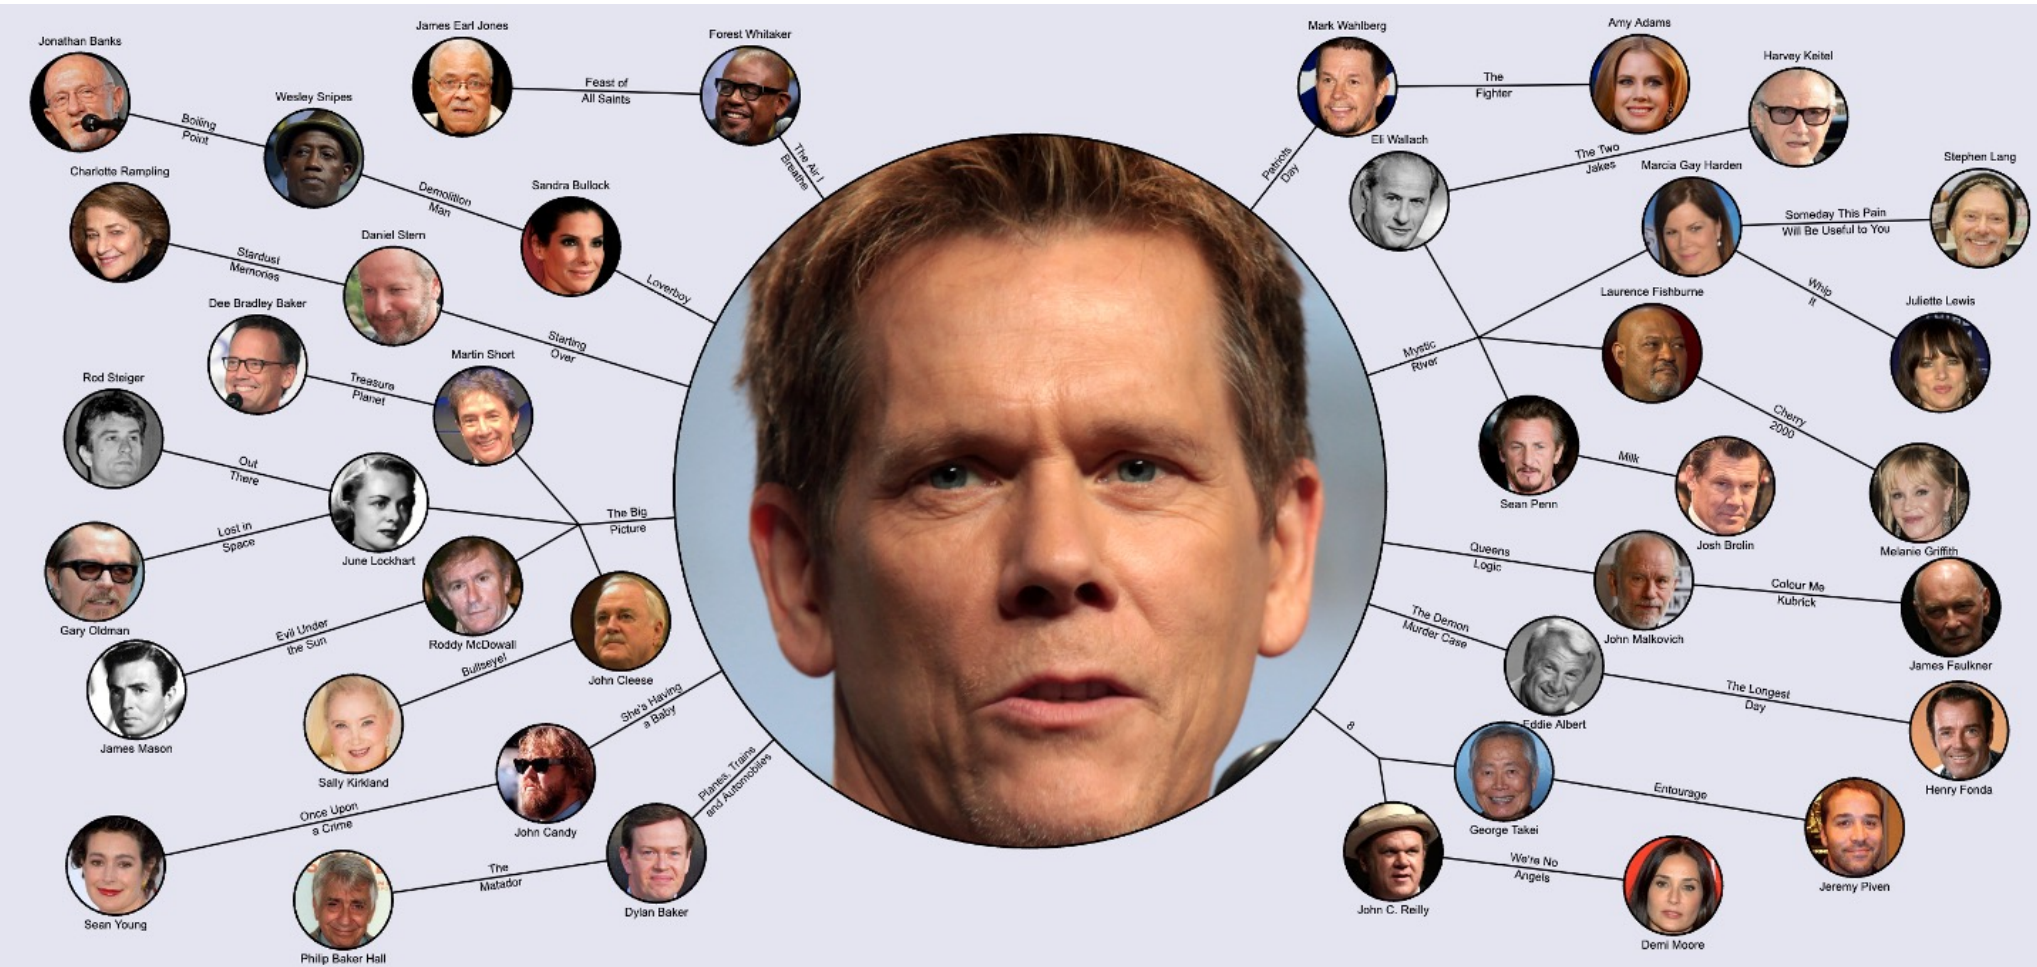 Jonathan Banks
James Earl Jones
Forest Whitaker
Mark Wahlberg
Amy Adams
Harvey Keitel
Wesley Snipes
Boiling
Point
Feast of
All Saints
The Air I
Breathe
The
Fighter
Patriots
Day
Eli Wallach
The Two
Jakes
Marcia Gay Harden
Stephen Lang
Charlotte Rampling
Demolition
Man
Sandra Bullock
Someday This Pain
Will Be Useful to You
Daniel Stern
Stardust
Memories
Loverboy
Whip
It
Laurence Fishburne
Juliette Lewis
Dee Bradley Baker
Starting
Over
Mystic
River
Martin Short
Treasure
Planet
Rod Steiger
Cherry
2000
Out
There
Milk
Sean Penn
Josh Brolin
Melanie Griffith
The Big
Picture
Lost in
Space
June Lockhart
Queens
Logic
Gary Oldman
Evil Under
the Sun
Roddy McDowall
Colour Me
Kubrick
John Malkovich
James Faulkner
The Demon
Murder Case
Bullseye!
John Cleese
James Mason
She's Having
a Baby
The Longest
Day
Eddie Albert
8
Sally Kirkland
Planes, Trains
and Automobiles
Entourage
Henry Fonda
Once Upon
a Crime
John Candy
George Takei
The
Matador
We're No
Angels
Jeremy Piven
Sean Young
Dylan Baker
John C. Reilly
Demi Moore
Philip Baker Hall